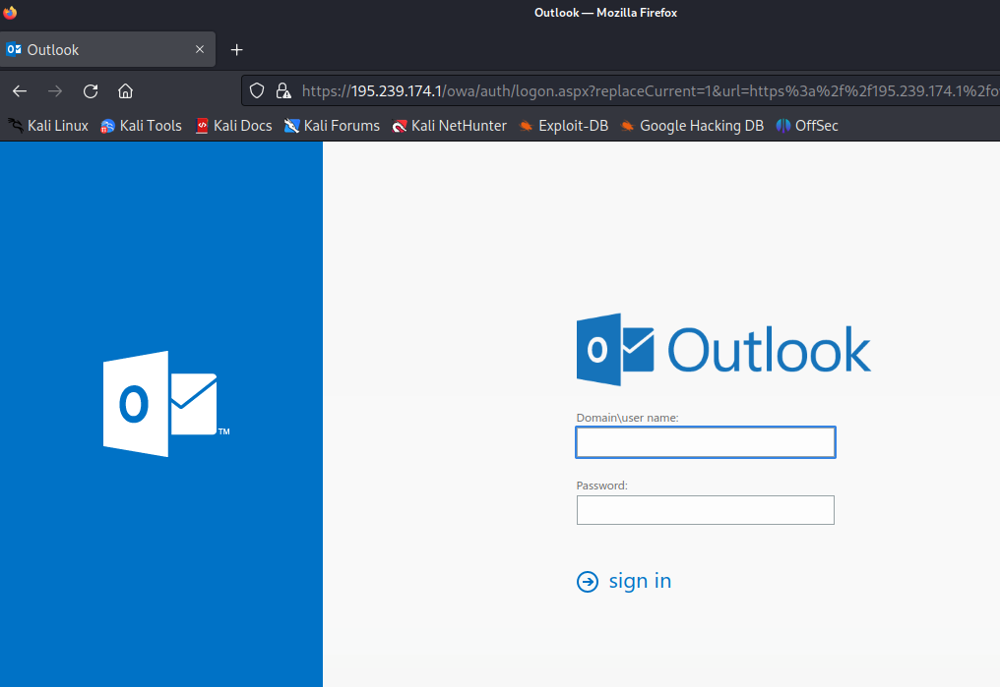 Outlook — Mozilla Firefox
Outlook
https://195.239.174.1/owa/auth/logon.aspx?replaceCurrent=1&url=https%3a%2f%2f195.239.174.1%2fo
Kali Linux Kali Tools Kali Docs Kali Forums Kali NetHunter Exploit-DB Google Hacking DB OffSec
Outlook
Domain\user name:
O TM
Password:
sign in